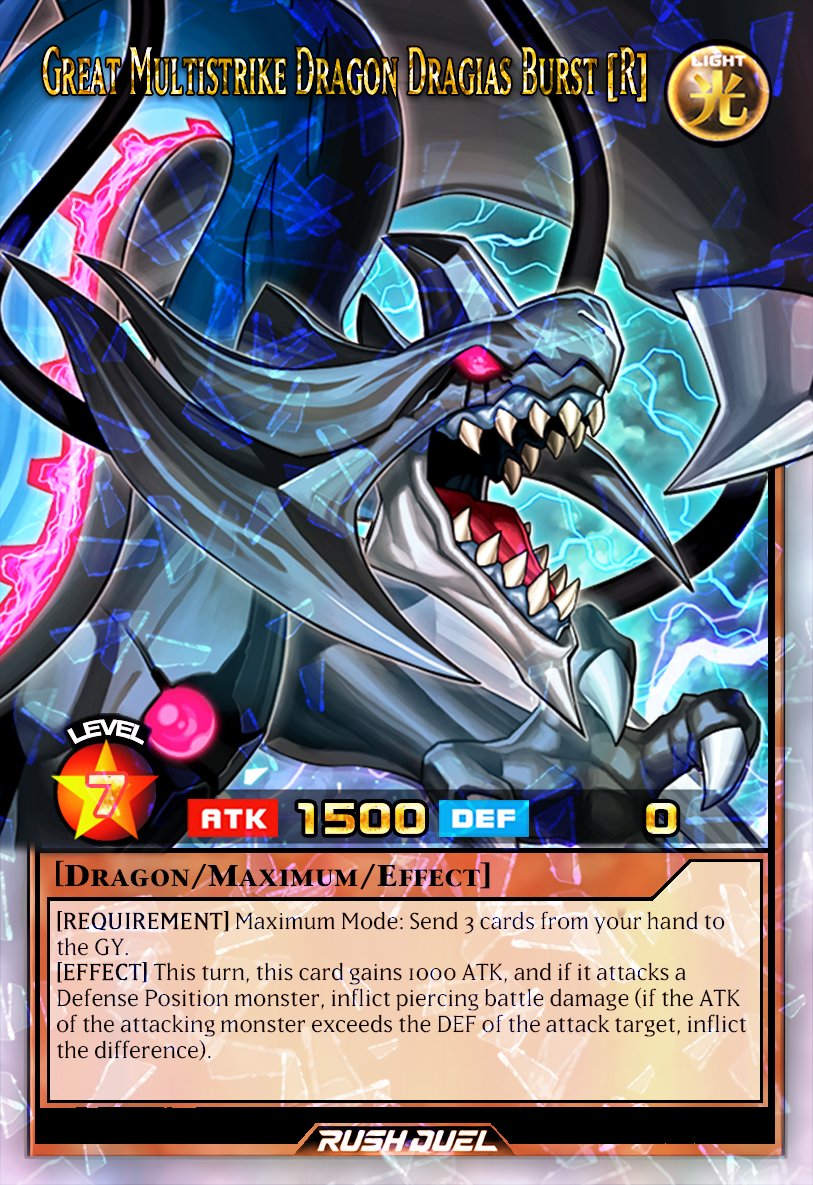 Great Multistrike Dragon Dragias Burst [R]
LIGHT
光
LEVEL
7
ATK 1500 DEF 0
[Dragon/Maximum/Effect]
[REQUIREMENT] Maximum Mode: Send 3 cards from your hand to
the GY.
[EFFECT] This turn, this card gains 1000 ATK, and if it attacks a
Defense Position monster, inflict piercing battle damage (if the ATK
of the attacking monster exceeds the DEF of the attack target, inflict
the difference).
RUSH DUEL